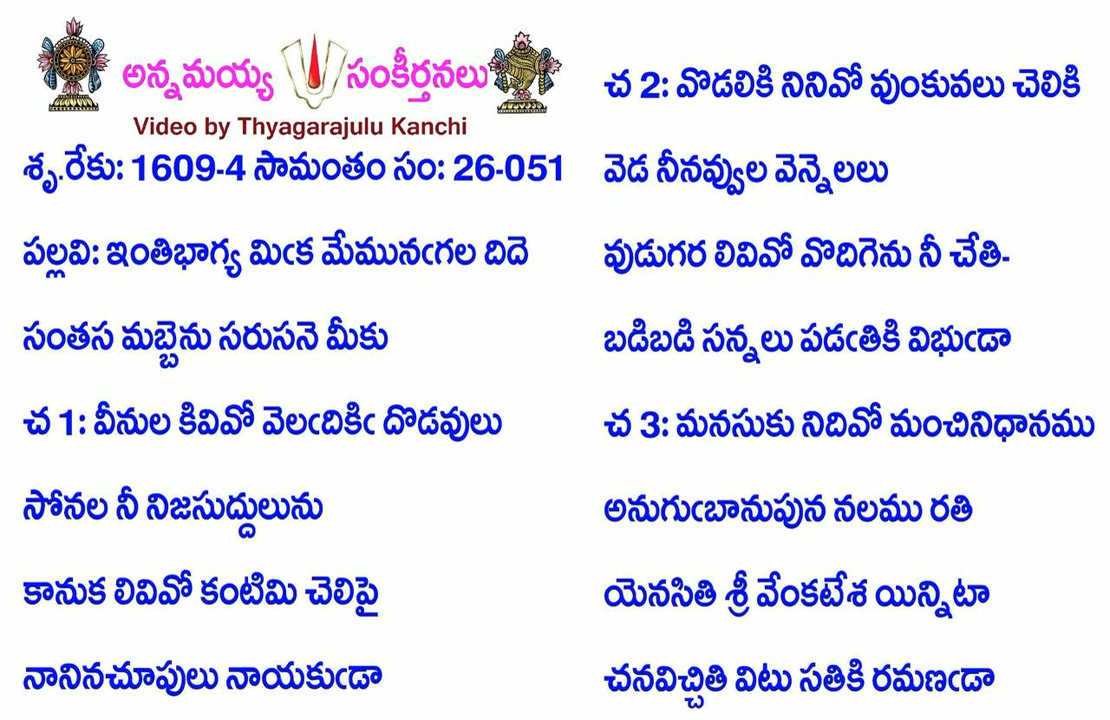 అన్నమయ్య సంకీర్తనలు
Video by Thyagarajulu Kanchi
శృ.రేకు: 1609-4 సామంతం సం: 26-051
పల్లవి: ఇంతిభాగ్య మిఁక మేమునఁగల దిదె
సంతస మబ్బెను సరుసనె మీకు
చ 1: వీనుల కివివో వెలఁదికిఁ దొడవులు
సోనల నీ నిజసుద్దులును
కానుక లివివో కంటిమి చెలిపై
నానినచూపులు నాయకుఁడా
చ 2: వొడలికి నినివో వుంకువలు చెలికి
వెడ నీనవ్వుల వెన్నెలలు
వుడుగర లివివో వొదిగెను నీ చేతి-
బడిబడి సన్నలు పడఁతికి విభుఁడా
చ 3: మనసుకు నిదివో మంచినిధానము
అనుగుఁబానుపున నలము రతి
యెనసితి శ్రీ వేంకటేశ యిన్నిటా
చనవిచ్చితి విటు సతికి రమణఁడా